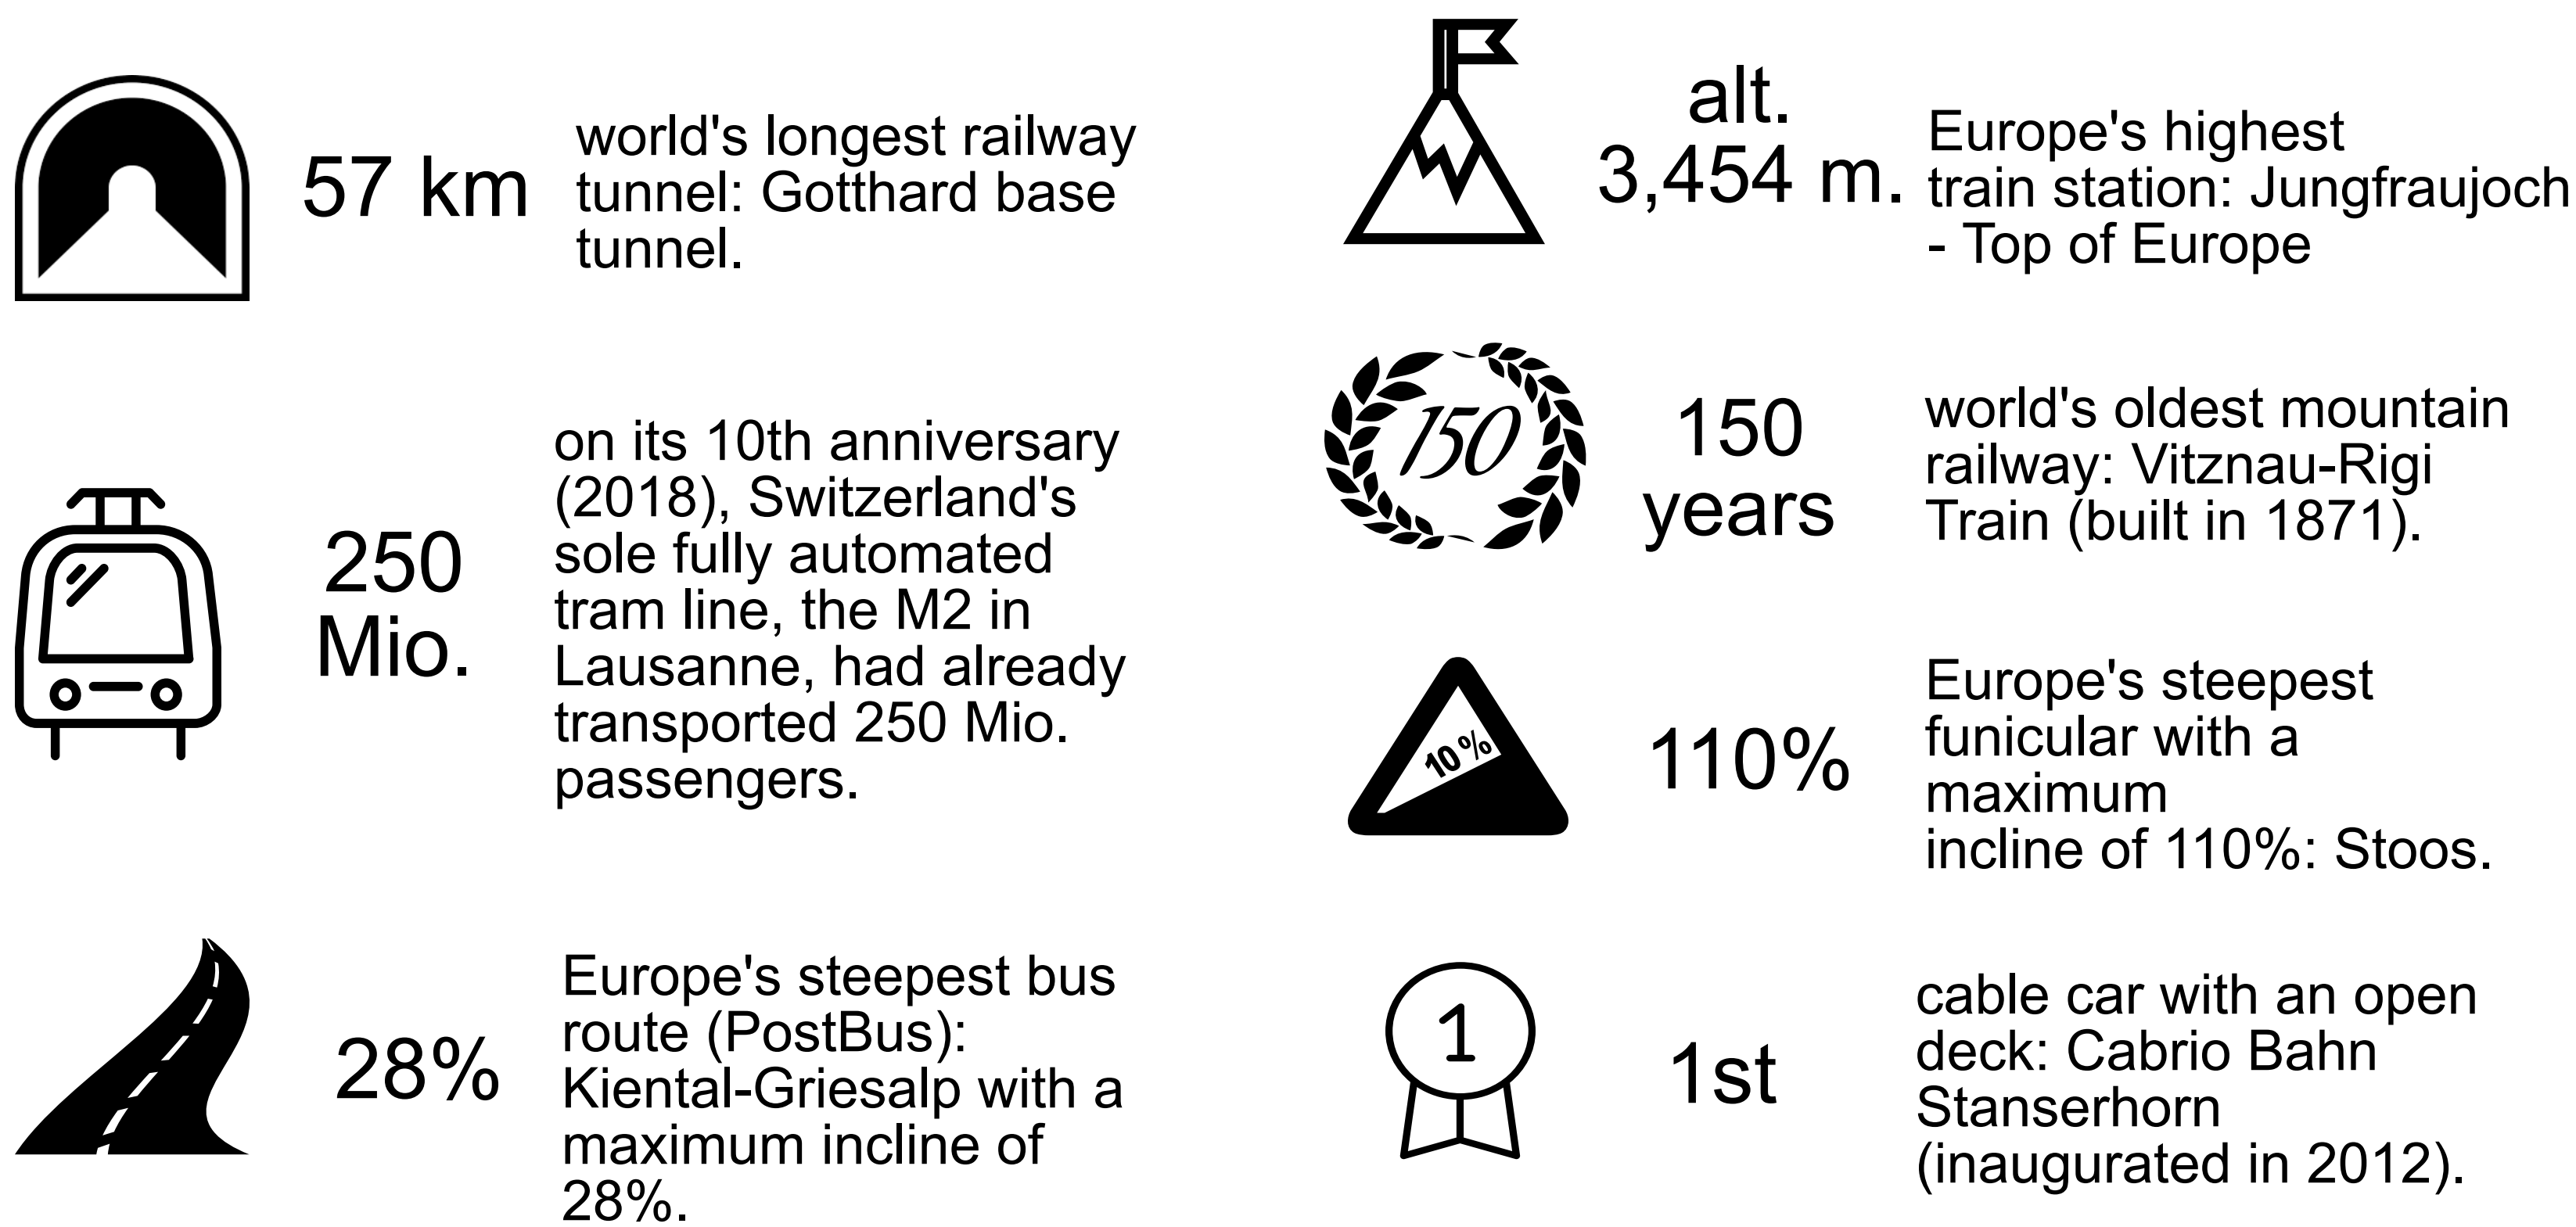 57 km
world's longest railway
tunnel: Gotthard base
tunnel.
250
Mio.
on its 10th anniversary
(2018), Switzerland's
sole fully automated
tram line, the M2 in
Lausanne, had already
transported 250 Mio.
passengers.
28%
Europe's steepest bus
route (PostBus):
Kiental-Griesalp with a
maximum incline of
28%.
alt.
3,454 m.
Europe's highest
train station: Jungfraujoch
- Top of Europe
150
150
years
world's oldest mountain
railway: Vitznau-Rigi
Train (built in 1871).
10%
110%
Europe's steepest
funicular with a
maximum
incline of 110%: Stoos.
1
1st
cable car with an open
deck: Cabrio Bahn
Stanserhorn
(inaugurated in 2012).